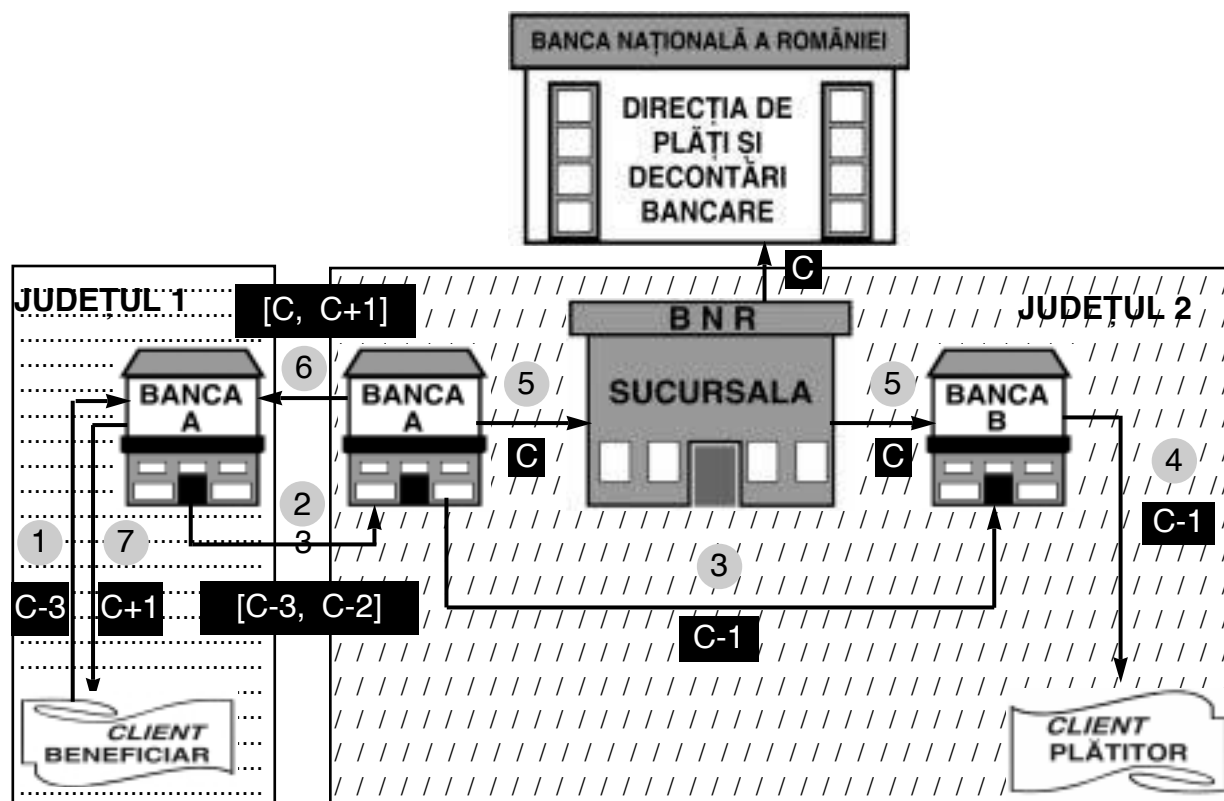 BANCA NAȚIONALĂ A ROMÂNIEI
DIRECȚIA DE
PLĂȚI ȘI
DECONTĂRI
BANCARE
C
JUDEȚUL 1
[C, C+1]
B N R
JUDEȚUL 2
6
5
5
BANCA
A
BANCA
A
SUCURSALA
BANCA
B
C
C
4
C-1
2
3
1
7
3
C-3
C+1
[C-3, C-2]
C-1
CLIENT
BENEFICIAR
CLIENT
PLĂTITOR